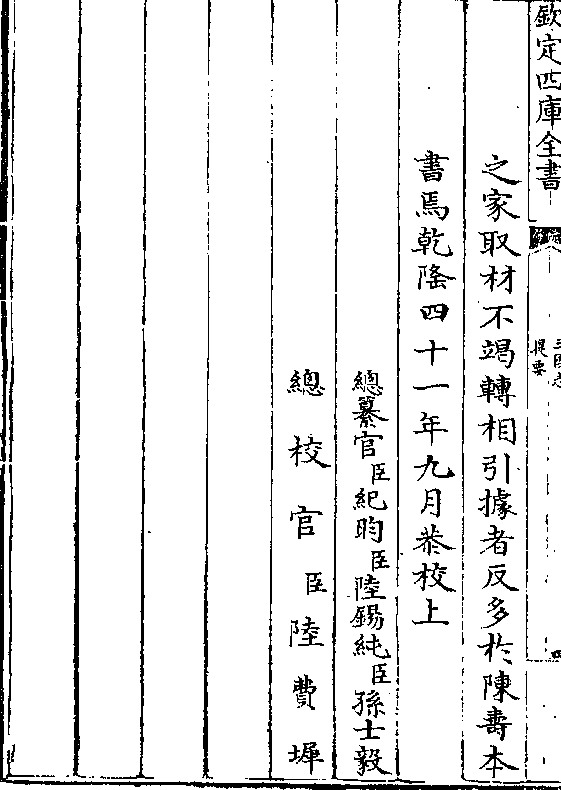 欽定四庫全書
三國志
提要
之家取材不竭轉相引據者反多於陳壽本
書焉乾隆四十一年九月恭校上
總纂官臣紀昀臣陸錫純臣孫士毅
總校官臣陸費墀